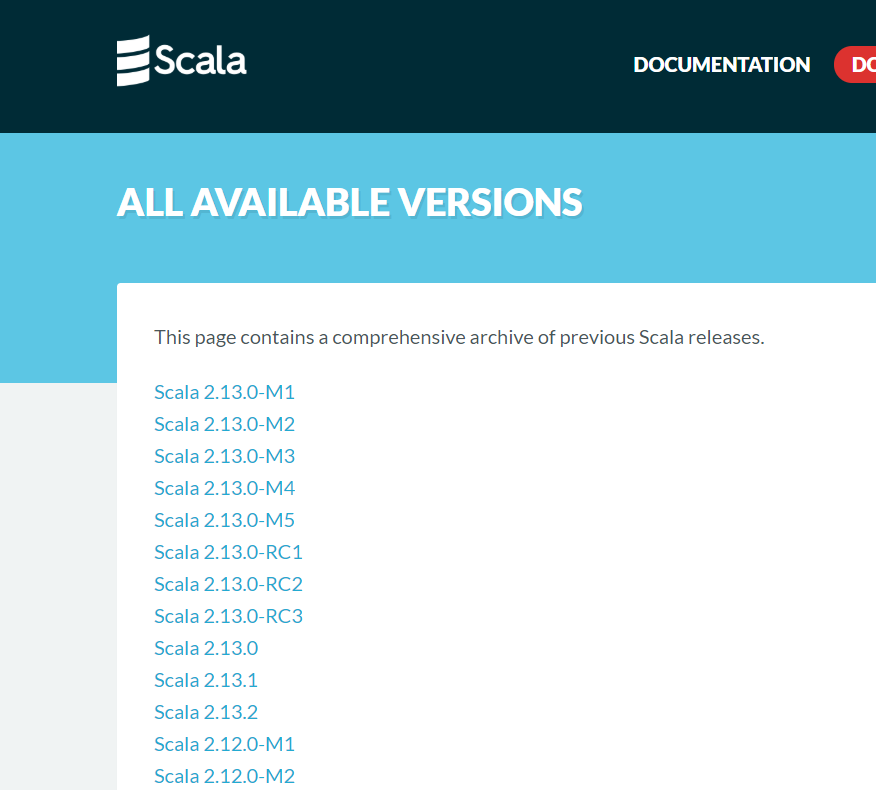 Scala
DOCUMENTATION
DO
ALL AVAILABLE VERSIONS
This page contains a comprehensive archive of previous Scala releases.
Scala 2.13.0-M1
Scala 2.13.0-M2
Scala 2.13.0-M3
Scala 2.13.0-M4
Scala 2.13.0-M5
Scala 2.13.0-RC1
Scala 2.13.0-RC2
Scala 2.13.0-RC3
Scala 2.13.0
Scala 2.13.1
Scala 2.13.2
Scala 2.12.0-M1
Scala 2.12.0-M2